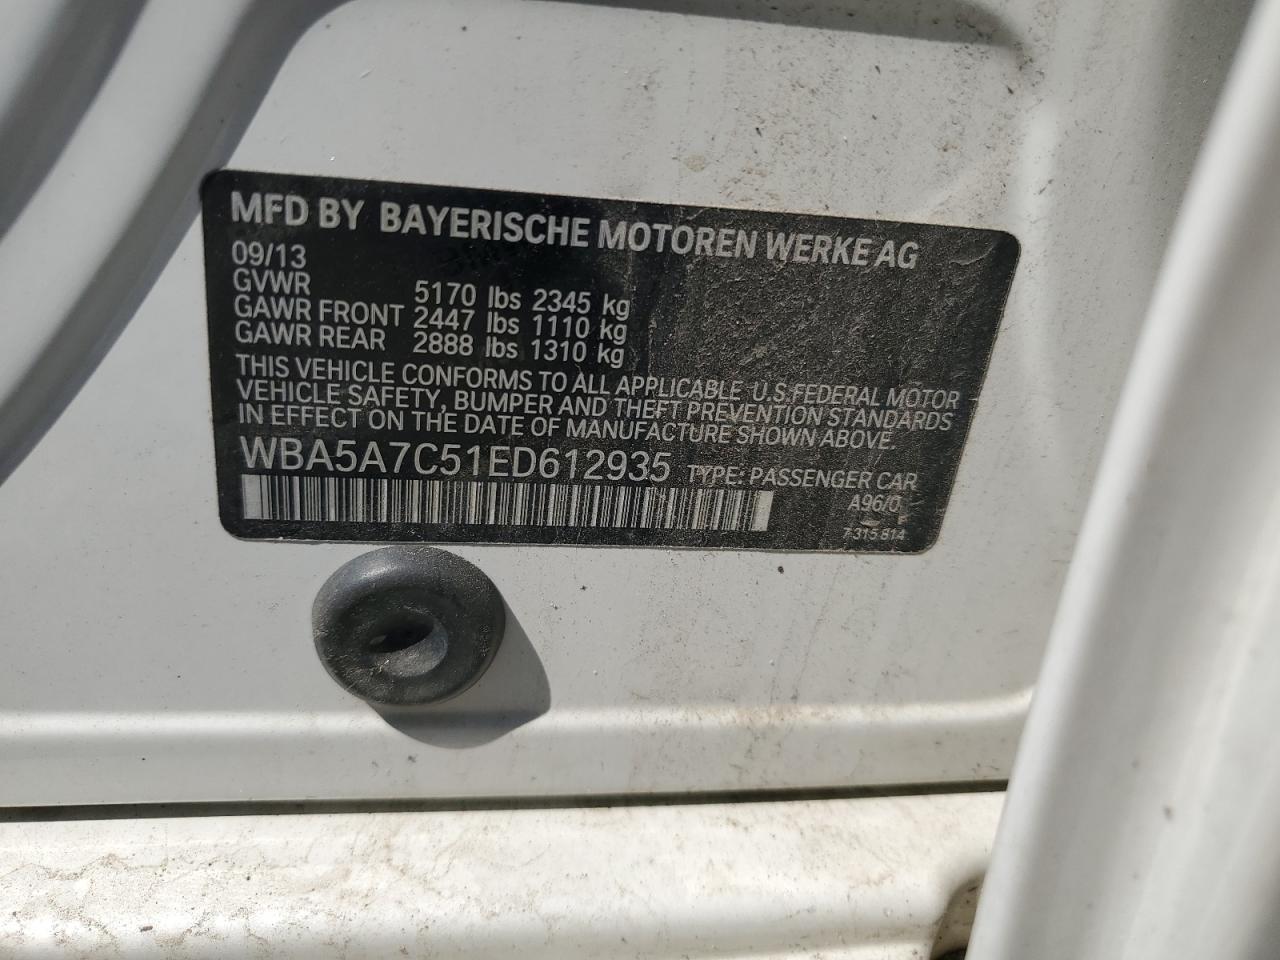 MFD BY BAYERISCHE MOTOREN WERKE AG
09/13
GVWR 5170 lbs 2345 kg
GAWR FRONT 2447 lbs 1110 kg
GAWR REAR 2888 lbs 1310 kg
THIS VEHICLE CONFORMS TO ALL APPLICABLE U.S.FEDERAL MOTOR
VEHICLE SAFETY, BUMPER AND THEFT PREVENTION STANDARDS
IN EFFECT ON THE DATE OF MANUFACTURE SHOWN ABOVE.
WBA5A7C51ED612935 TYPE: PASSENGER CAR
A96/0
7 315 814